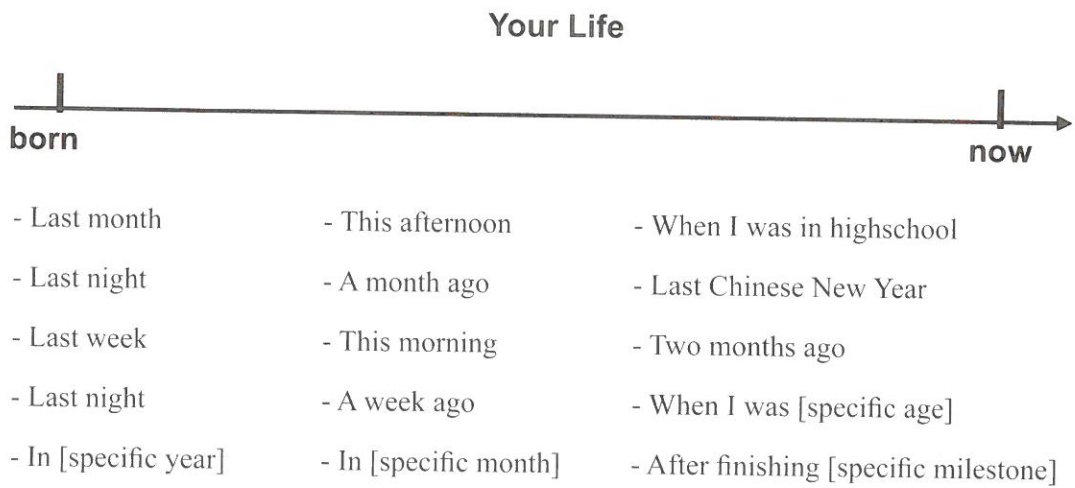 Your Life
born
now
- Last month
- This afternoon
- When I was in highschool
- Last night
- A month ago
- Last Chinese New Year
- Last week
- This morning
- Two months ago
- Last night
- A week ago
- When I was [specific age]
- In [specific year]
- In [specific month]
- After finishing [specific milestone]